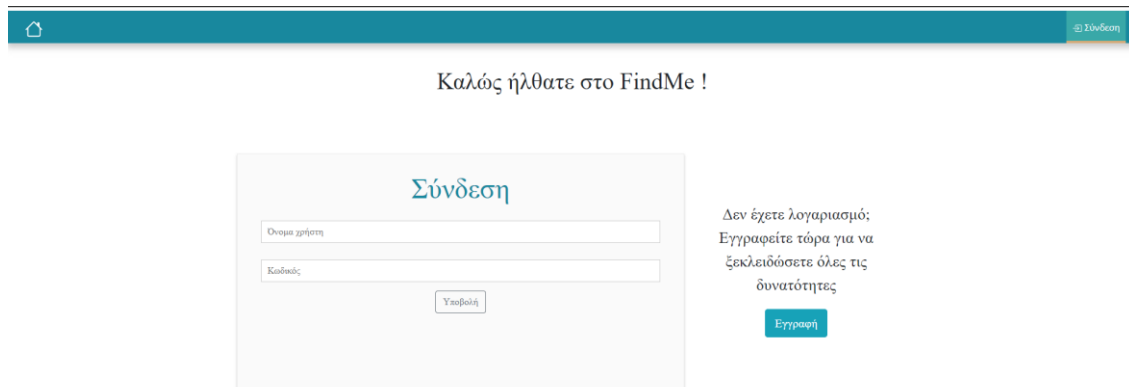 Σύνδεση
Καλώς ήλθατε στο FindMe !
Σύνδεση
Όνομα χρήστη
Κωδικός
Υποβολή
Δεν έχετε λογαριασμό;
Εγγραφείτε τώρα για να
ξεκλειδώσετε όλες τις
δυνατότητες
Εγγραφή